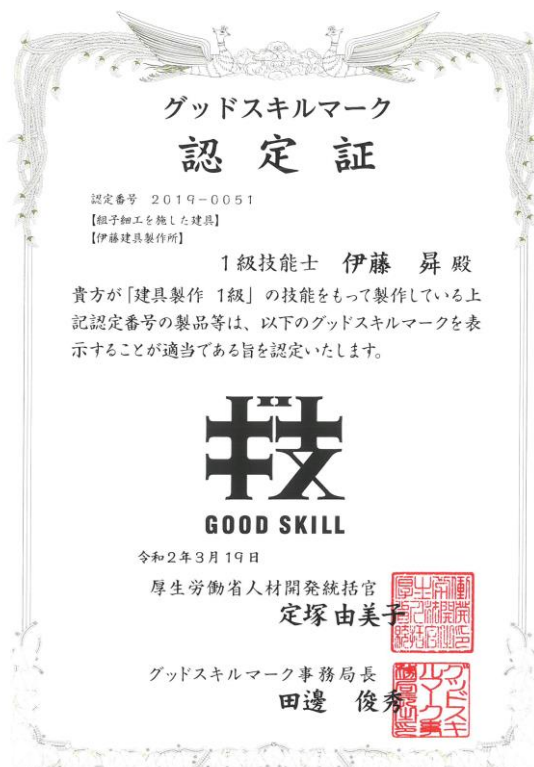 グッドスキルマーク
認定証
認定番号 2019-0051
【組子細工を施した建具】
【伊藤建具製作所】
1級技能士 伊藤 昇 殿
貴方が「建具製作 1級」の技能をもって製作している上
記認定番号の製品等は、以下のグッドスキルマークを表
示することが適当である旨を認定いたします。
技
GOOD SKILL
令和2年3月19日
厚生労働省人材開発統括官
定塚由美子
グッドスキルマーク事務局長
田邊 俊秀